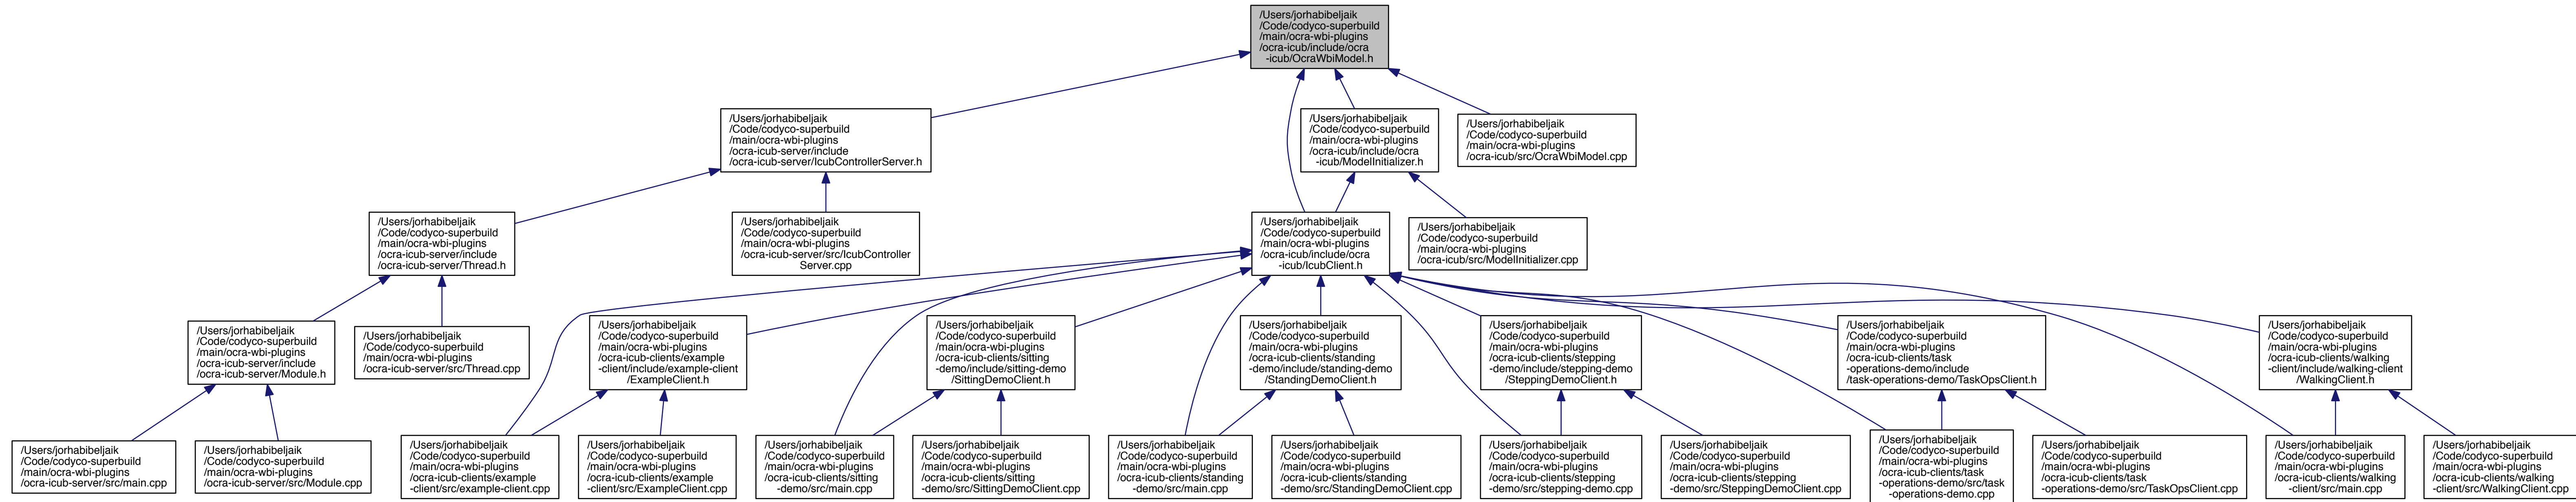 /Users/jorhabibeljaik
/Code/codyco-superbuild
/main/ocra-wbi-plugins
/ocra-icub/include/ocra
-icub/OcraWbiModel.h
/Users/jorhabibeljaik
/Code/codyco-superbuild
/main/ocra-wbi-plugins
/ocra-icub-server/include
/ocra-icub-server/IcubControllerServer.h
/Users/jorhabibeljaik
/Code/codyco-superbuild
/main/ocra-wbi-plugins
/ocra-icub/include/ocra
-icub/ModelInitializer.h
/Users/jorhabibeljaik
/Code/codyco-superbuild
/main/ocra-wbi-plugins
/ocra-icub/src/OcraWbiModel.cpp
/Users/jorhabibeljaik
/Code/codyco-superbuild
/main/ocra-wbi-plugins
/ocra-icub-server/include
/ocra-icub-server/Thread.h
/Users/jorhabibeljaik
/Code/codyco-superbuild
/main/ocra-wbi-plugins
/ocra-icub-server/src/IcubController
Server.cpp
/Users/jorhabibeljaik
/Code/codyco-superbuild
/main/ocra-wbi-plugins
/ocra-icub/include/ocra
-icub/IcubClient.h
/Users/jorhabibeljaik
/Code/codyco-superbuild
/main/ocra-wbi-plugins
/ocra-icub/src/ModelInitializer.cpp
/Users/jorhabibeljaik
/Code/codyco-superbuild
/main/ocra-wbi-plugins
/ocra-icub-server/include
/ocra-icub-server/Module.h
/Users/jorhabibeljaik
/Code/codyco-superbuild
/main/ocra-wbi-plugins
/ocra-icub-server/src/Thread.cpp
/Users/jorhabibeljaik
/Code/codyco-superbuild
/main/ocra-wbi-plugins
/ocra-icub-clients/example
-client/include/example-client
/ExampleClient.h
/Users/jorhabibeljaik
/Code/codyco-superbuild
/main/ocra-wbi-plugins
/ocra-icub-clients/sitting
-demo/include/sitting-demo
/SittingDemoClient.h
/Users/jorhabibeljaik
/Code/codyco-superbuild
/main/ocra-wbi-plugins
/ocra-icub-clients/standing
-demo/include/standing-demo
/StandingDemoClient.h
/Users/jorhabibeljaik
/Code/codyco-superbuild
/main/ocra-wbi-plugins
/ocra-icub-clients/stepping
-demo/include/stepping-demo
/SteppingDemoClient.h
/Users/jorhabibeljaik
/Code/codyco-superbuild
/main/ocra-wbi-plugins
/ocra-icub-clients/task
-operations-demo/include
/task-operations-demo/TaskOpsClient.h
/Users/jorhabibeljaik
/Code/codyco-superbuild
/main/ocra-wbi-plugins
/ocra-icub-clients/walking
-client/include/walking-client
/WalkingClient.h
/Users/jorhabibeljaik
/Code/codyco-superbuild
/main/ocra-wbi-plugins
/ocra-icub-server/src/main.cpp
/Users/jorhabibeljaik
/Code/codyco-superbuild
/main/ocra-wbi-plugins
/ocra-icub-server/src/Module.cpp
/Users/jorhabibeljaik
/Code/codyco-superbuild
/main/ocra-wbi-plugins
/ocra-icub-clients/example
-client/src/example-client.cpp
/Users/jorhabibeljaik
/Code/codyco-superbuild
/main/ocra-wbi-plugins
/ocra-icub-clients/example
-client/src/ExampleClient.cpp
/Users/jorhabibeljaik
/Code/codyco-superbuild
/main/ocra-wbi-plugins
/ocra-icub-clients/sitting
-demo/src/main.cpp
/Users/jorhabibeljaik
/Code/codyco-superbuild
/main/ocra-wbi-plugins
/ocra-icub-clients/sitting
-demo/src/SittingDemoClient.cpp
/Users/jorhabibeljaik
/Code/codyco-superbuild
/main/ocra-wbi-plugins
/ocra-icub-clients/standing
-demo/src/main.cpp
/Users/jorhabibeljaik
/Code/codyco-superbuild
/main/ocra-wbi-plugins
/ocra-icub-clients/standing
-demo/src/StandingDemoClient.cpp
/Users/jorhabibeljaik
/Code/codyco-superbuild
/main/ocra-wbi-plugins
/ocra-icub-clients/stepping
-demo/src/stepping-demo.cpp
/Users/jorhabibeljaik
/Code/codyco-superbuild
/main/ocra-wbi-plugins
/ocra-icub-clients/stepping
-demo/src/SteppingDemoClient.cpp
/Users/jorhabibeljaik
/Code/codyco-superbuild
/main/ocra-wbi-plugins
/ocra-icub-clients/task
-operations-demo/src/task
-operations-demo.cpp
/Users/jorhabibeljaik
/Code/codyco-superbuild
/main/ocra-wbi-plugins
/ocra-icub-clients/task
-operations-demo/src/TaskOpsClient.cpp
/Users/jorhabibeljaik
/Code/codyco-superbuild
/main/ocra-wbi-plugins
/ocra-icub-clients/walking
-client/src/main.cpp
/Users/jorhabibeljaik
/Code/codyco-superbuild
/main/ocra-wbi-plugins
/ocra-icub-clients/walking
-client/src/WalkingClient.cpp